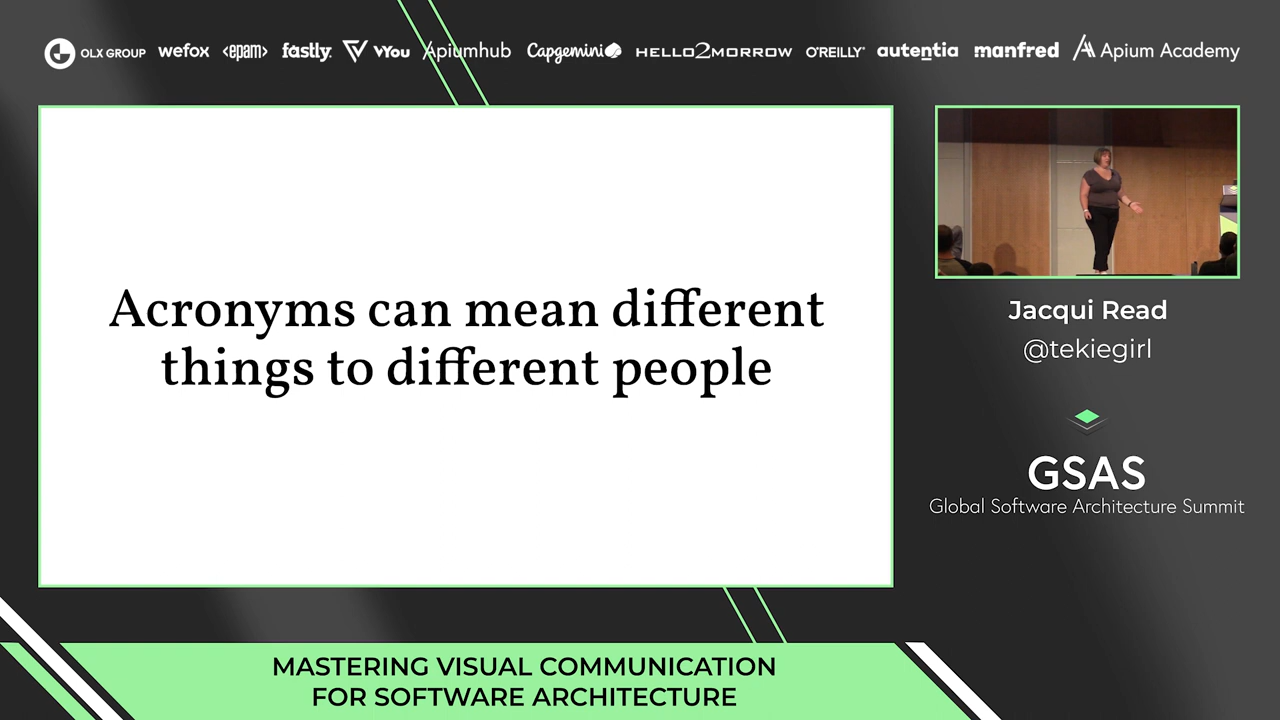 OLX GROUP wefox <epam> fastly. VYou Apiumhub Capgemini HELLO2MORROW O'REILLY® autentia manfred Apium Academy
Acronyms can mean different
things to different people
Jacqui Read
@tekiegirl
GSAS
Global Software Architecture Summit
MASTERING VISUAL COMMUNICATION
FOR SOFTWARE ARCHITECTURE